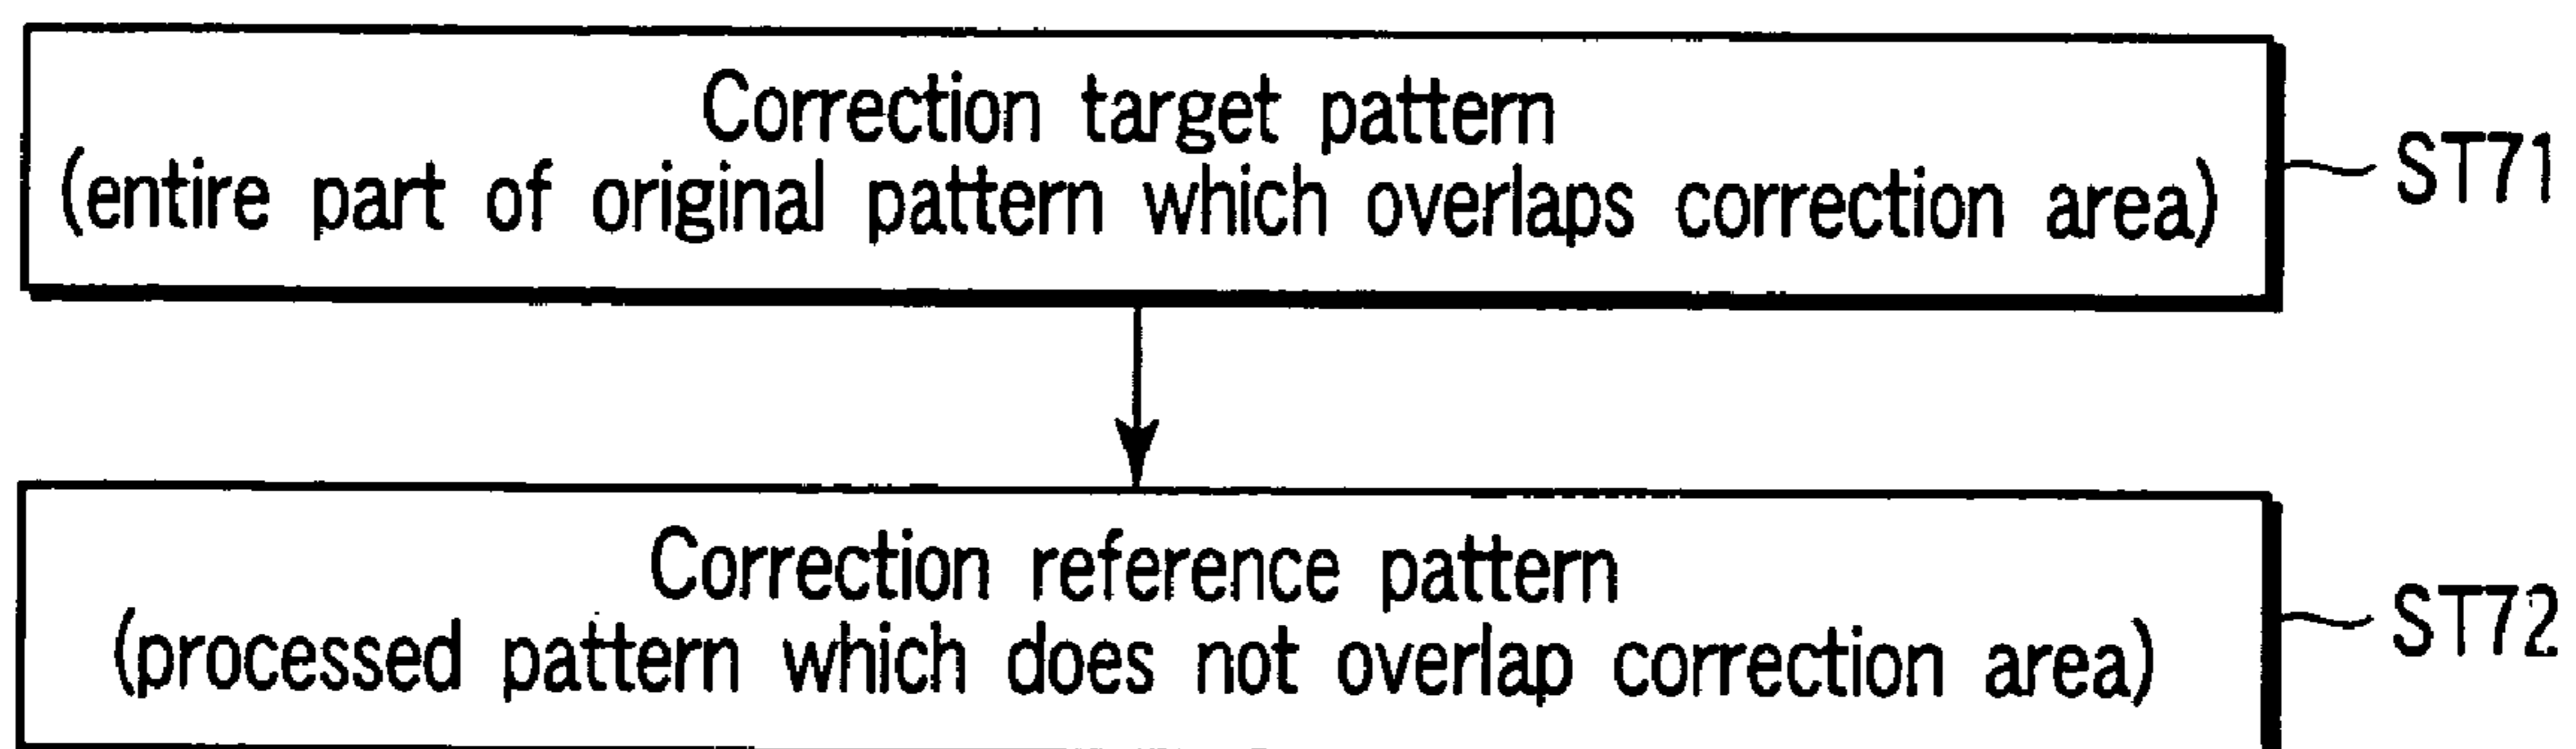 Correction target pattern
(entire part of original pattern which overlaps correction area)
ST71
Correction reference pattern
(processed pattern which does not overlap correction area)
ST72